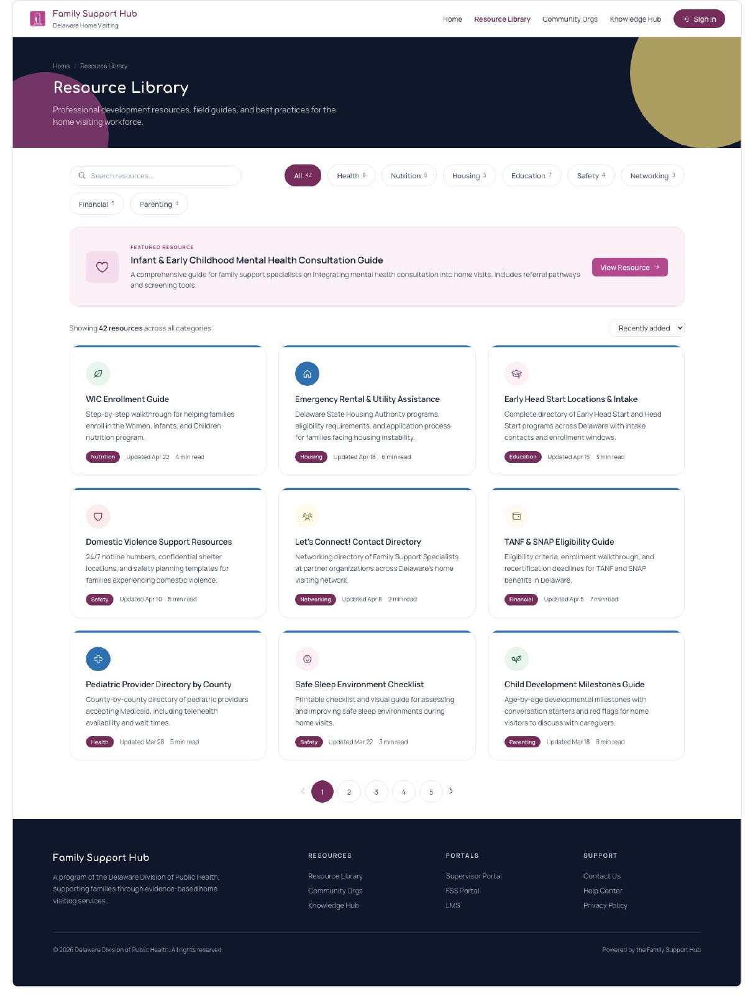 Family Support Hub
Delaware Home Visiting
Home
Resource Library
Community Orgs
Knowledge Hub
Sign In
Home / Resource Library
Resource Library
Professional development resources, field guides, and best practices for the
home visiting workforce.
Search resources...
All 42
Health 8
Nutrition 6
Housing 5
Education 7
Safety 4
Networking 3
Financial 5
Parenting 4
FEATURED RESOURCE
Infant & Early Childhood Mental Health Consultation Guide
A comprehensive guide for family support specialists on integrating mental health consultation into home visits. Includes referral pathways
and screening tools.
View Resource →
Showing 42 resources across all categories
Recently added
WIC Enrollment Guide
Step-by-step walkthrough for helping families
enroll in the Women, Infants, and Children
nutrition program.
Nutrition Updated Apr 22 4 min read
Emergency Rental & Utility Assistance
Delaware State Housing Authority programs,
eligibility requirements, and application process
for families facing housing instability.
Housing Updated Apr 18 6 min read
Early Head Start Locations & Intake
Complete directory of Early Head Start and Head
Start programs across Delaware with intake
contacts and enrollment windows.
Education Updated Apr 15 3 min read
Domestic Violence Support Resources
24/7 hotline numbers, confidential shelter
locations, and safety planning templates for
families experiencing domestic violence.
Safety Updated Apr 10 5 min read
Let's Connect! Contact Directory
Networking directory of Family Support Specialists
at partner organizations across Delaware's home
visiting network.
Networking Updated Apr 8 2 min read
TANF & SNAP Eligibility Guide
Eligibility criteria, enrollment walkthrough, and
recertification deadlines for TANF and SNAP
benefits in Delaware.
Financial Updated Apr 5 7 min read
Pediatric Provider Directory by County
County-by-county directory of pediatric providers
accepting Medicaid, including telehealth
availability and wait times.
Health Updated Mar 28 5 min read
Safe Sleep Environment Checklist
Printable checklist and visual guide for assessing
and improving safe sleep environments during
home visits.
Safety Updated Mar 22 3 min read
Child Development Milestones Guide
Age-by-age developmental milestones with
conversation starters and red flags for home
visitors to discuss with caregivers.
Parenting Updated Mar 18 8 min read
1 2 3 4 5
Family Support Hub
A program of the Delaware Division of Public Health,
supporting families through evidence-based home
visiting services.
RESOURCES
Resource Library
Community Orgs
Knowledge Hub
PORTALS
Supervisor Portal
FSS Portal
LMS
SUPPORT
Contact Us
Help Center
Privacy Policy
© 2026 Delaware Division of Public Health. All rights reserved.
Powered by the Family Support Hub